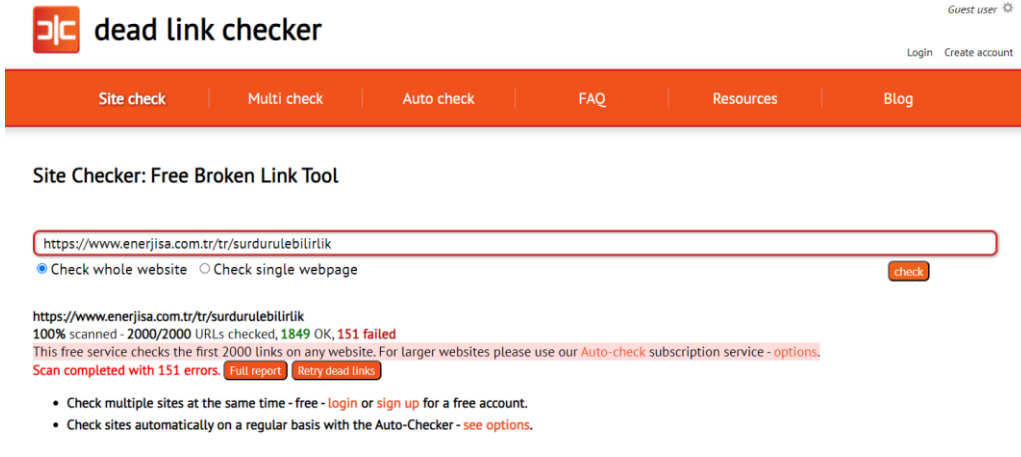 Guest user
dead link checker
Login Create account
Site check Multi check Auto check FAQ Resources Blog
Site Checker: Free Broken Link Tool
https://www.enerjisa.com.tr/tr/surdurulebilirlik
Check whole website Check single webpage check
https://www.enerjisa.com.tr/tr/surdurulebilirlik
100% scanned - 2000/2000 URLs checked, 1849 OK, 151 failed
This free service checks the first 2000 links on any website. For larger websites please use our Auto-check subscription service - options.
Scan completed with 151 errors. Full report Retry dead links
• Check multiple sites at the same time - free - login or sign up for a free account.
• Check sites automatically on a regular basis with the Auto-Checker - see options.